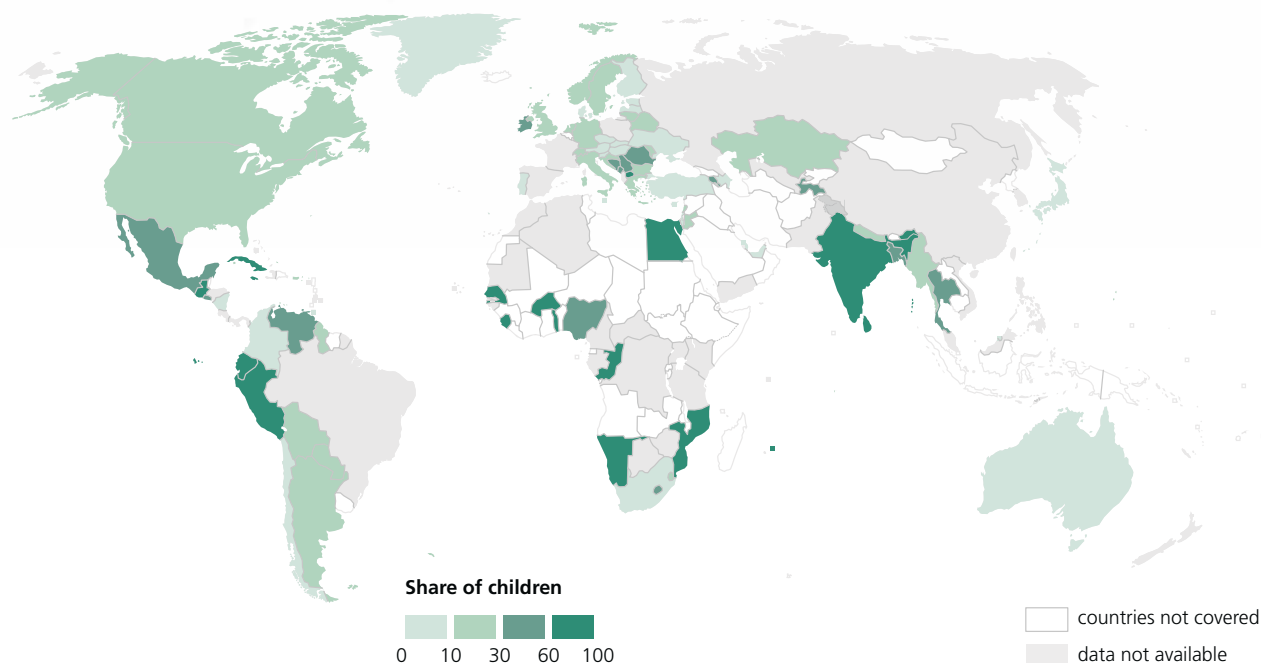 Share of children
0 10 30 60 100
countries not covered
data not available